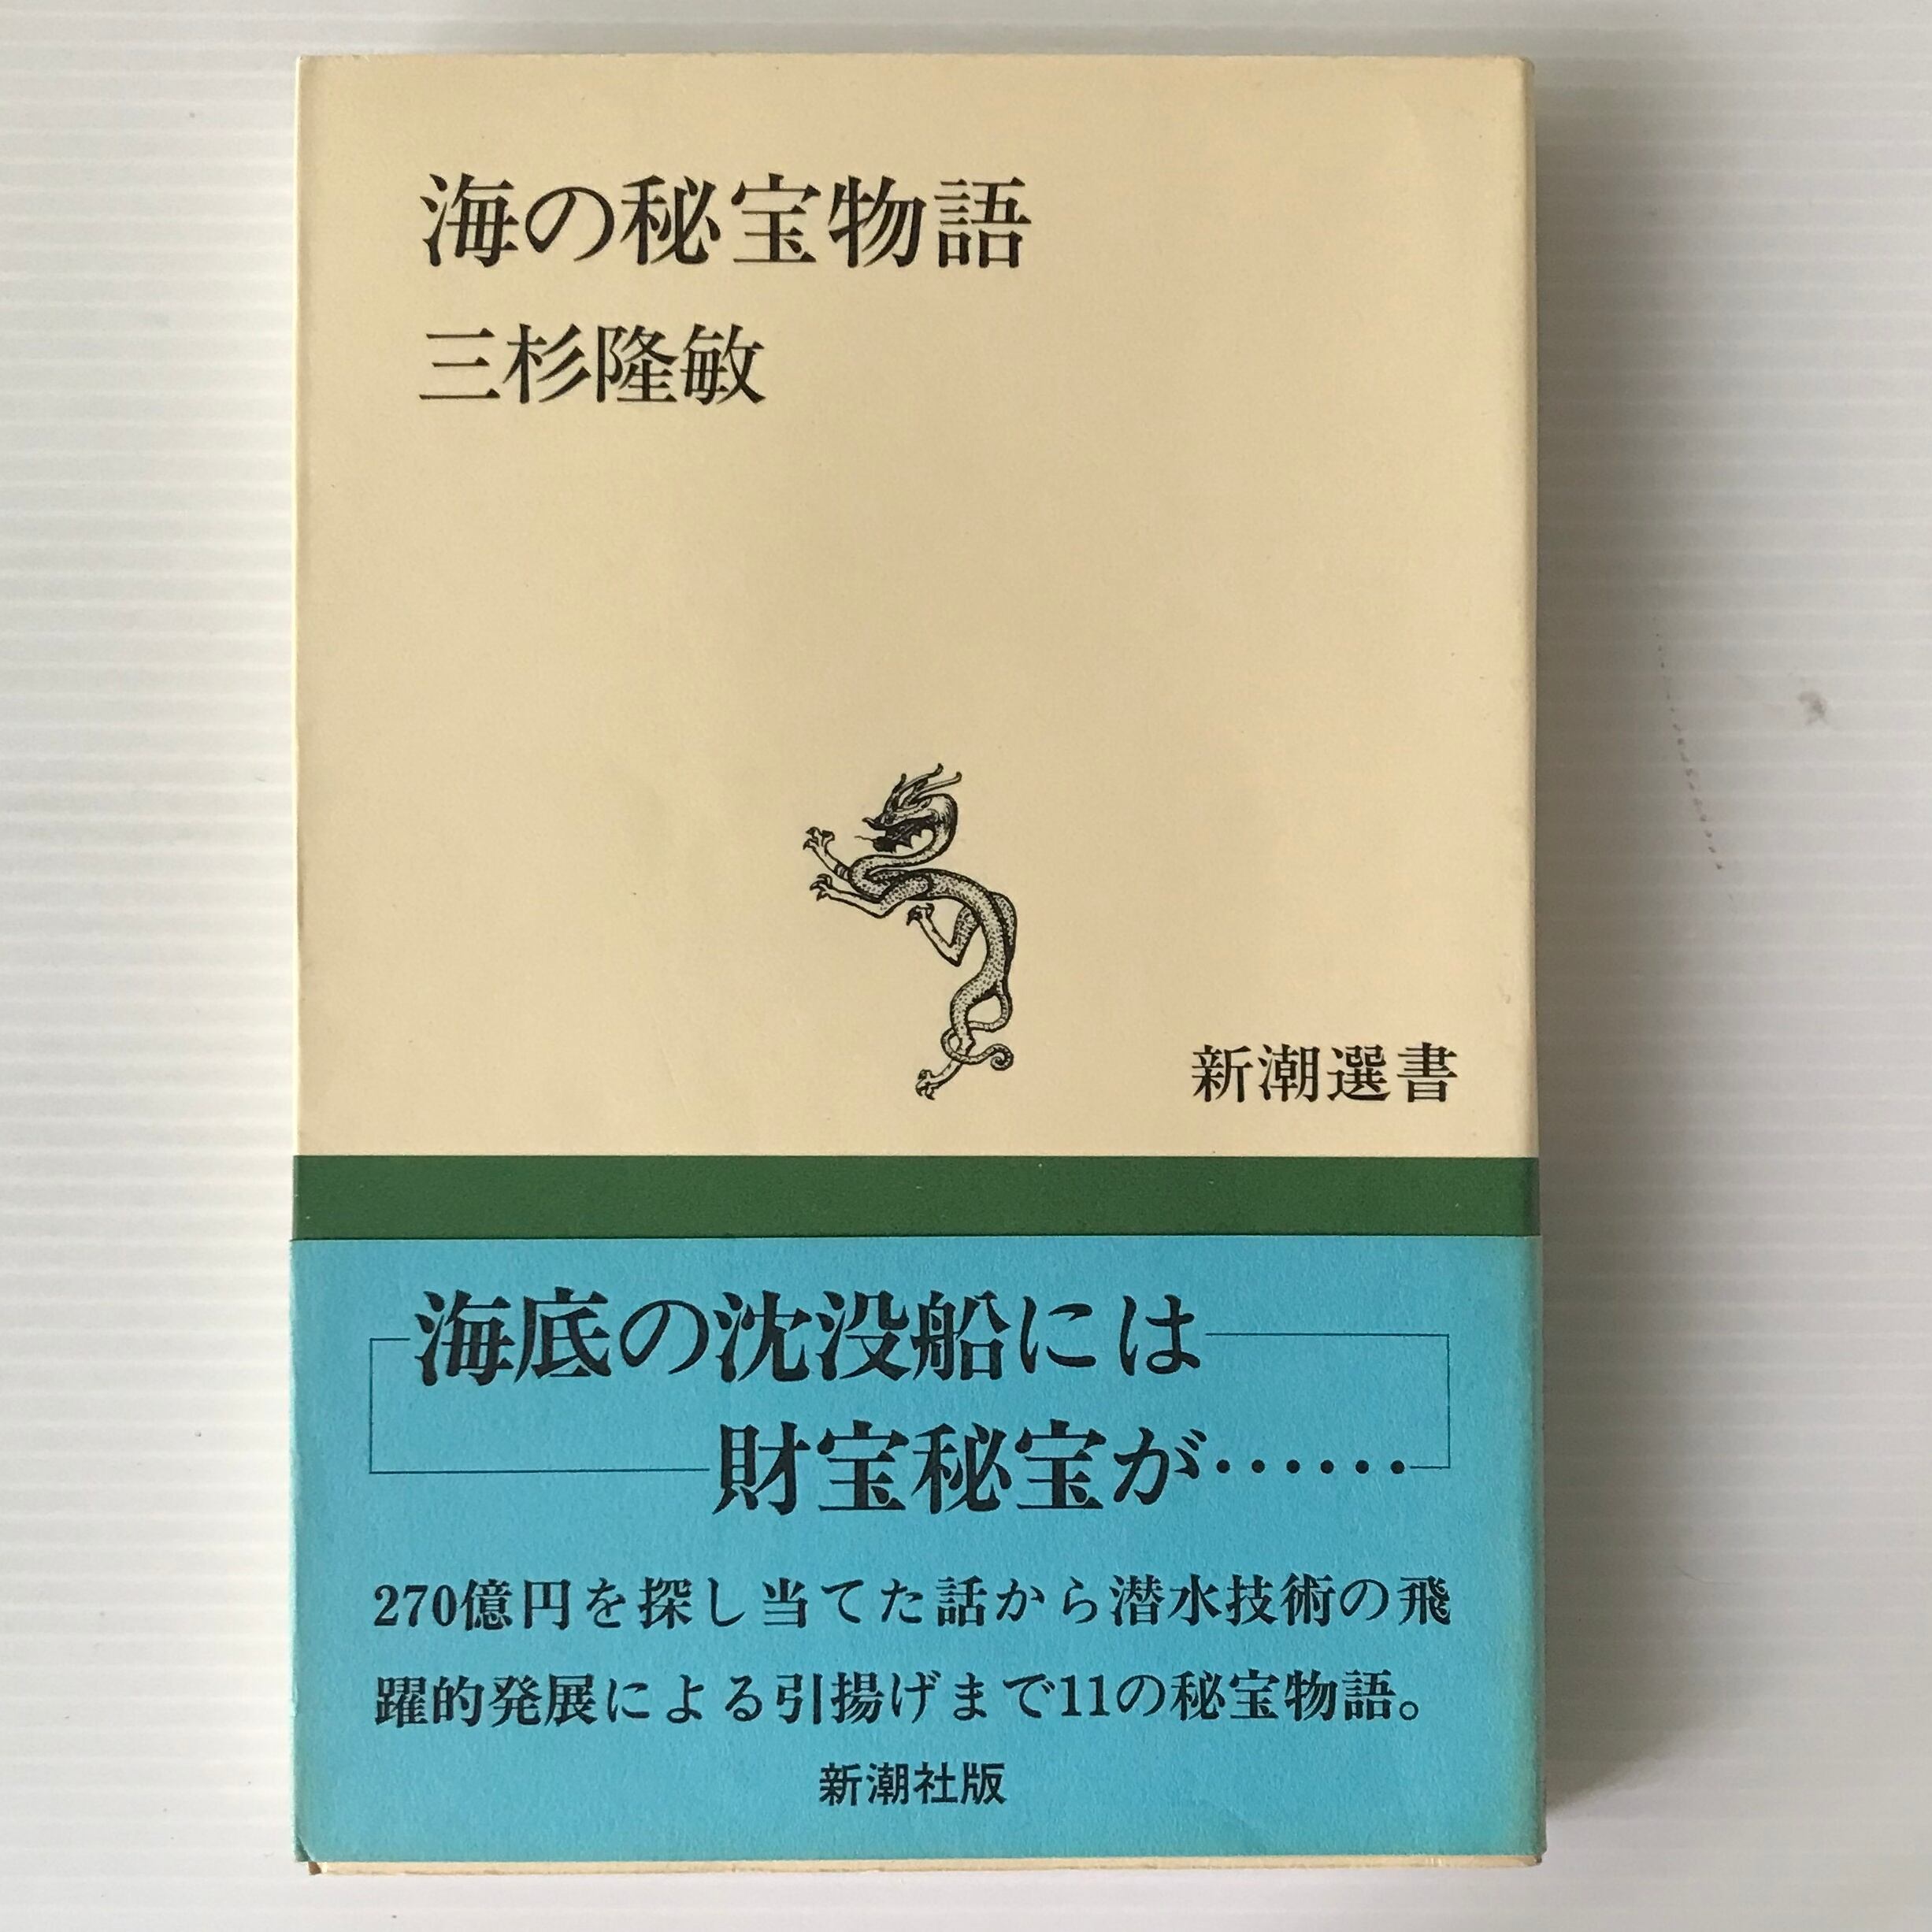 海の秘宝物語
三杉隆敏
新潮選書
海底の沈没船には
財宝秘宝が……
270億円を探し当てた話から潜水技術の飛
躍的発展による引揚げまで11の秘宝物語。
新潮社版